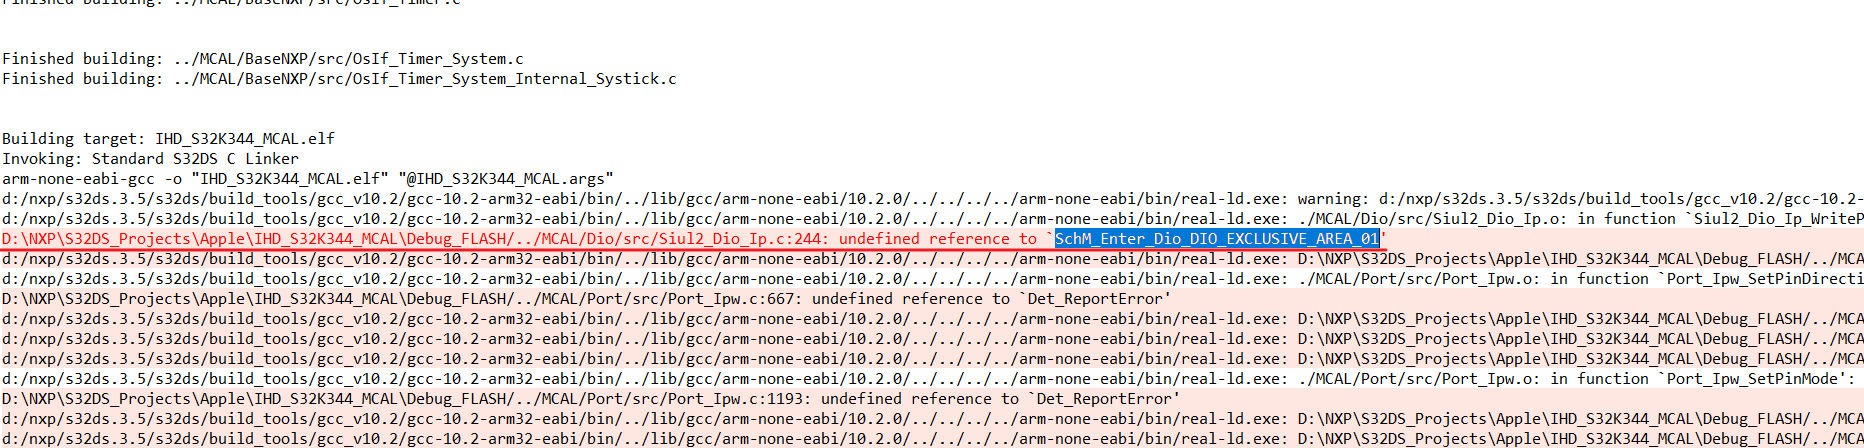 Finished building: ../MCAL/BaseNXP/src/OsIf_Timer.c
Finished building: ../MCAL/BaseNXP/src/OsIf_Timer_System.c
Finished building: ../MCAL/BaseNXP/src/OsIf_Timer_System_Internal_Systick.c
Building target: IHD_S32K344_MCAL.elf
Invoking: Standard S32DS C Linker
arm-none-eabi-gcc -o "IHD_S32K344_MCAL.elf" "@IHD_S32K344_MCAL.args"
d:/nxp/s32ds.3.5/s32ds/build_tools/gcc_v10.2/gcc-10.2-arm32-eabi/bin/../lib/gcc/arm-none-eabi/10.2.0/../../../../arm-none-eabi/bin/real-ld.exe: warning: d:/nxp/s32ds.3.5/s32ds/build_tools/gcc_v10.2/gcc-10.2-
d:/nxp/s32ds.3.5/s32ds/build_tools/gcc_v10.2/gcc-10.2-arm32-eabi/bin/../lib/gcc/arm-none-eabi/10.2.0/../../../../arm-none-eabi/bin/real-ld.exe: ./MCAL/Dio/src/Siul2_Dio_Ip.o: in function `Siul2_Dio_Ip_WriteP
D:\NXP\S32DS_Projects\Apple\IHD_S32K344_MCAL\Debug_FLASH/../MCAL/Dio/src/Siul2_Dio_Ip.c:244: undefined reference to `SchM_Enter_Dio_DIO_EXCLUSIVE_AREA_01'
d:/nxp/s32ds.3.5/s32ds/build_tools/gcc_v10.2/gcc-10.2-arm32-eabi/bin/../lib/gcc/arm-none-eabi/10.2.0/../../../../arm-none-eabi/bin/real-ld.exe: D:\NXP\S32DS_Projects\Apple\IHD_S32K344_MCAL\Debug_FLASH/../MCA
d:/nxp/s32ds.3.5/s32ds/build_tools/gcc_v10.2/gcc-10.2-arm32-eabi/bin/../lib/gcc/arm-none-eabi/10.2.0/../../../../arm-none-eabi/bin/real-ld.exe: ./MCAL/Port/src/Port_Ipw.o: in function `Port_Ipw_SetPinDirecti
D:\NXP\S32DS_Projects\Apple\IHD_S32K344_MCAL\Debug_FLASH/../MCAL/Port/src/Port_Ipw.c:667: undefined reference to `Det_ReportError'
d:/nxp/s32ds.3.5/s32ds/build_tools/gcc_v10.2/gcc-10.2-arm32-eabi/bin/../lib/gcc/arm-none-eabi/10.2.0/../../../../arm-none-eabi/bin/real-ld.exe: D:\NXP\S32DS_Projects\Apple\IHD_S32K344_MCAL\Debug_FLASH/../MCA
d:/nxp/s32ds.3.5/s32ds/build_tools/gcc_v10.2/gcc-10.2-arm32-eabi/bin/../lib/gcc/arm-none-eabi/10.2.0/../../../../arm-none-eabi/bin/real-ld.exe: D:\NXP\S32DS_Projects\Apple\IHD_S32K344_MCAL\Debug_FLASH/../MCA
d:/nxp/s32ds.3.5/s32ds/build_tools/gcc_v10.2/gcc-10.2-arm32-eabi/bin/../lib/gcc/arm-none-eabi/10.2.0/../../../../arm-none-eabi/bin/real-ld.exe: D:\NXP\S32DS_Projects\Apple\IHD_S32K344_MCAL\Debug_FLASH/../MCA
d:/nxp/s32ds.3.5/s32ds/build_tools/gcc_v10.2/gcc-10.2-arm32-eabi/bin/../lib/gcc/arm-none-eabi/10.2.0/../../../../arm-none-eabi/bin/real-ld.exe: ./MCAL/Port/src/Port_Ipw.o: in function `Port_Ipw_SetPinMode':
D:\NXP\S32DS_Projects\Apple\IHD_S32K344_MCAL\Debug_FLASH/../MCAL/Port/src/Port_Ipw.c:1193: undefined reference to `Det_ReportError'
d:/nxp/s32ds.3.5/s32ds/build_tools/gcc_v10.2/gcc-10.2-arm32-eabi/bin/../lib/gcc/arm-none-eabi/10.2.0/../../../../arm-none-eabi/bin/real-ld.exe: D:\NXP\S32DS_Projects\Apple\IHD_S32K344_MCAL\Debug_FLASH/../MCA
d:/nxp/s32ds.3.5/s32ds/build_tools/gcc_v10.2/gcc-10.2-arm32-eabi/bin/../lib/gcc/arm-none-eabi/10.2.0/../../../../arm-none-eabi/bin/real-ld.exe: D:\NXP\S32DS_Projects\Apple\IHD_S32K344_MCAL\Debug_FLASH/../MCA